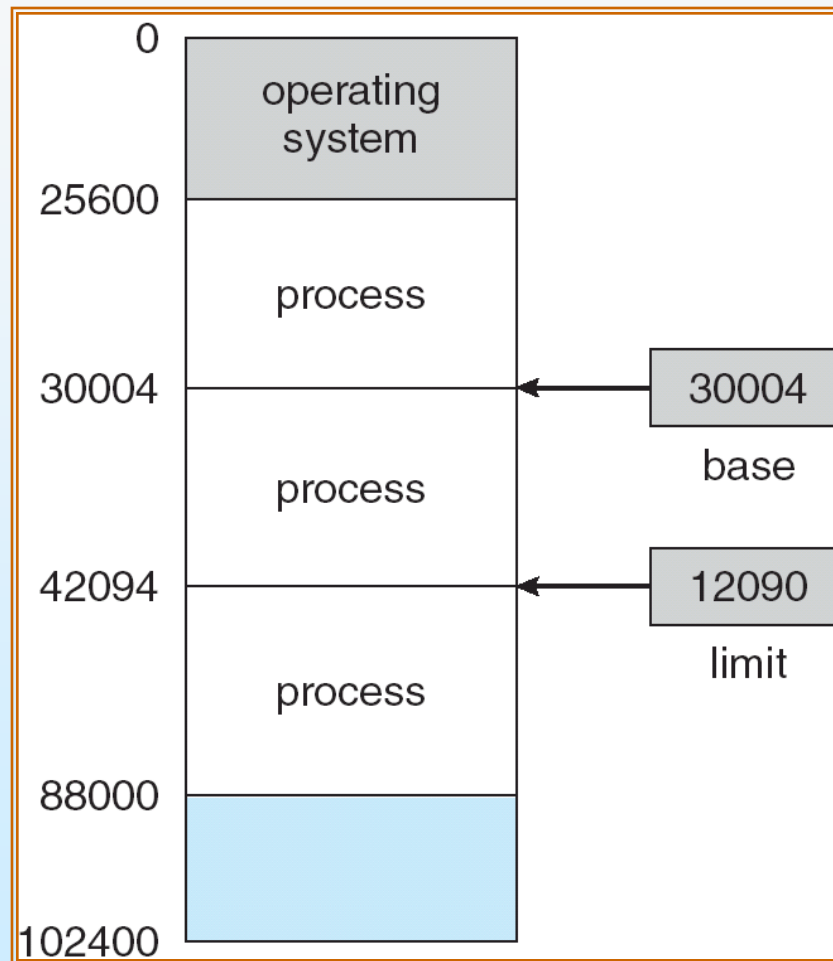 0
operating
system
25600
process
30004
30004
base
process
42094
12090
limit
process
88000
102400